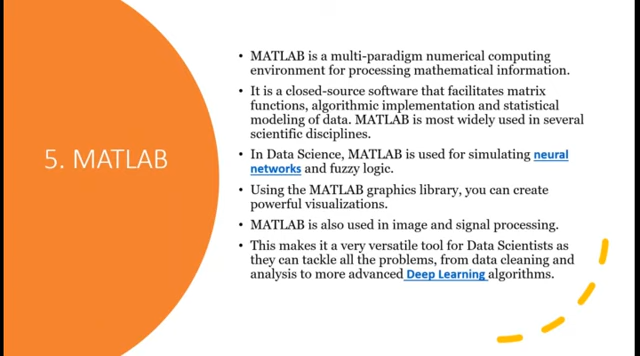 5. MATLAB
• MATLAB is a multi-paradigm numerical computing
environment for processing mathematical information.
• It is a closed-source software that facilitates matrix
functions, algorithmic implementation and statistical
modeling of data. MATLAB is most widely used in several
scientific disciplines.
• In Data Science, MATLAB is used for simulating neural
networks and fuzzy logic.
• Using the MATLAB graphics library, you can create
powerful visualizations.
• MATLAB is also used in image and signal processing.
• This makes it a very versatile tool for Data Scientists as
they can tackle all the problems, from data cleaning and
analysis to more advanced Deep Learning algorithms.